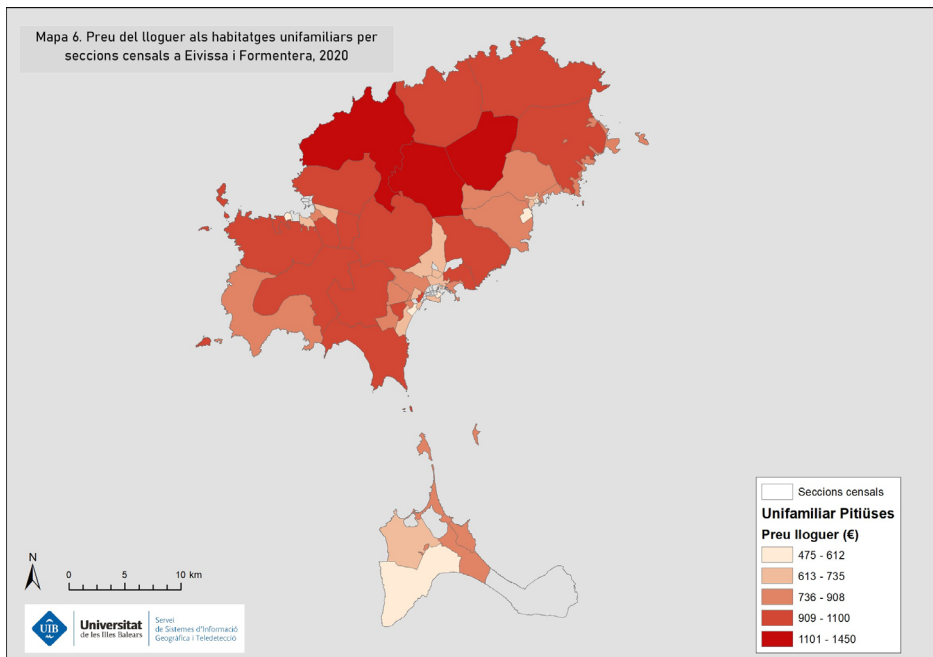 Mapa 6. Preu del lloguer als habitatges unifamiliars per
seccions censals a Eivissa i Formentera, 2020
Seccions censals
Unifamiliar Pitiüses
Preu lloguer (€)
475 - 612
613 - 735
736 - 908
909 - 1100
1101 - 1450
N
0 5 10 km
UIB
Universitat
de les Illes Balears
Servei
de Sistemes d'Informació
Geogràfica i Teledetecció